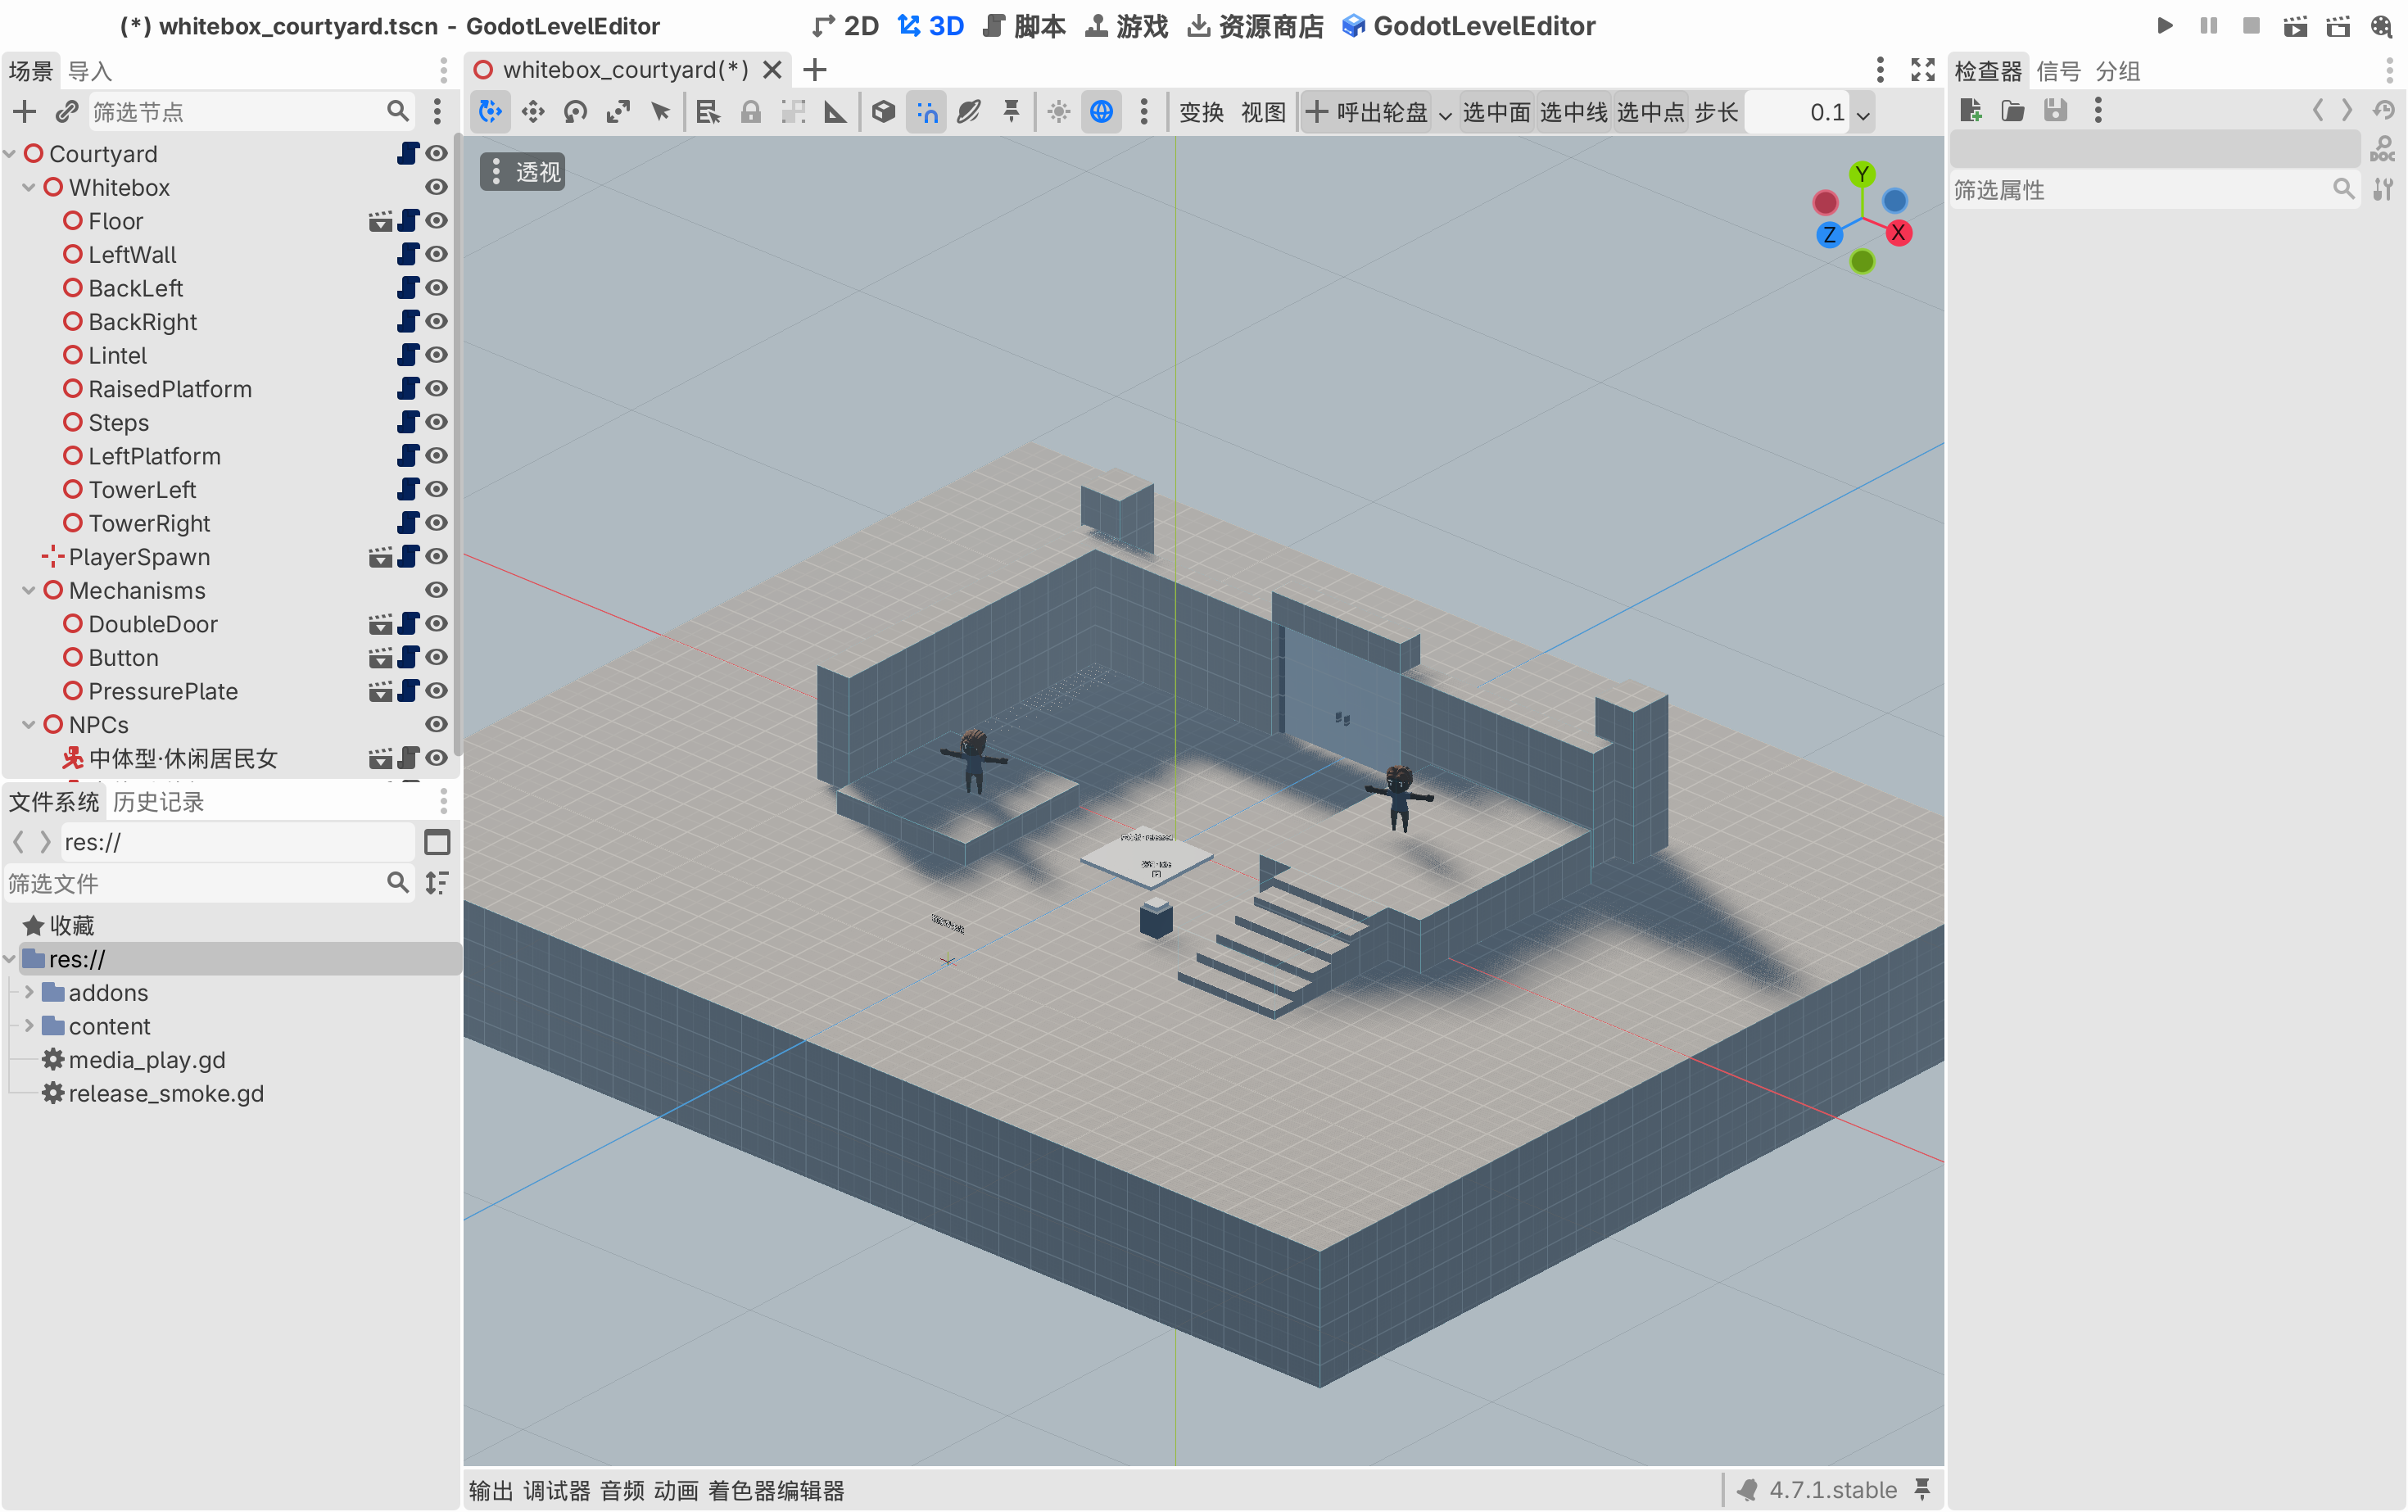 (*) whitebox_courtyard.tscn - GodotLevelEditor
2D 3D 脚本 游戏 资源商店 GodotLevelEditor
场景 导入
筛选节点
Courtyard
Whitebox
Floor
LeftWall
BackLeft
BackRight
Lintel
RaisedPlatform
Steps
LeftPlatform
TowerLeft
TowerRight
PlayerSpawn
Mechanisms
DoubleDoor
Button
PressurePlate
NPCs
中体型·休闲居民女
文件系统 历史记录
res://
筛选文件
收藏
res://
addons
content
media_play.gd
release_smoke.gd
whitebox_courtyard(*)
变换 视图 呼出轮盘 选中面 选中线 选中点 步长 0.1
透视
Y
Z
X
输出 调试器 音频 动画 着色器编辑器
4.7.1.stable
检查器 信号 分组
DOC
筛选属性